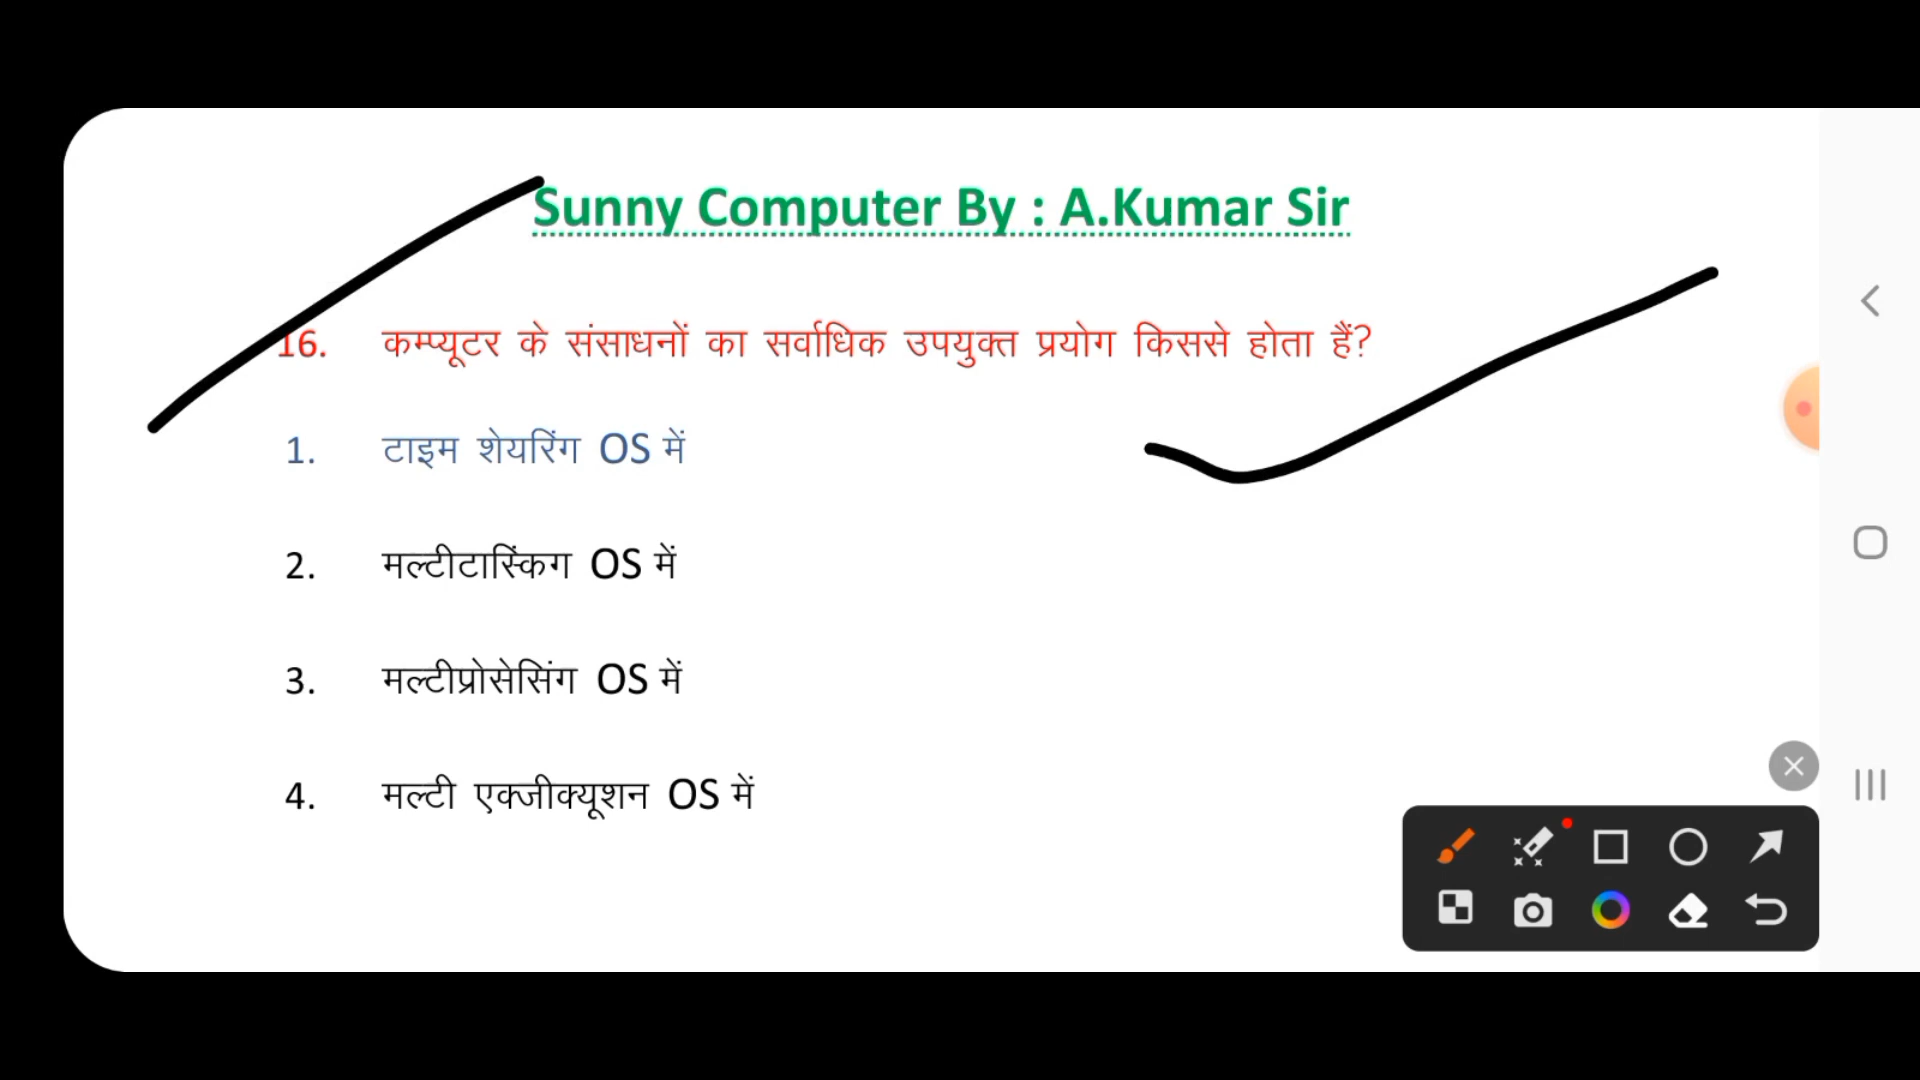 Sunny Computer By : A.Kumar Sir
16. कम्प्यूटर के संसाधनों का सर्वाधिक उपयुक्त प्रयोग किससे होता हैं?
1. टाइम शेयरिंग OS में
2. मल्टीटास्किंग OS में
3. मल्टीप्रोसेसिंग OS में
4. मल्टी एक्जीक्यूशन OS में